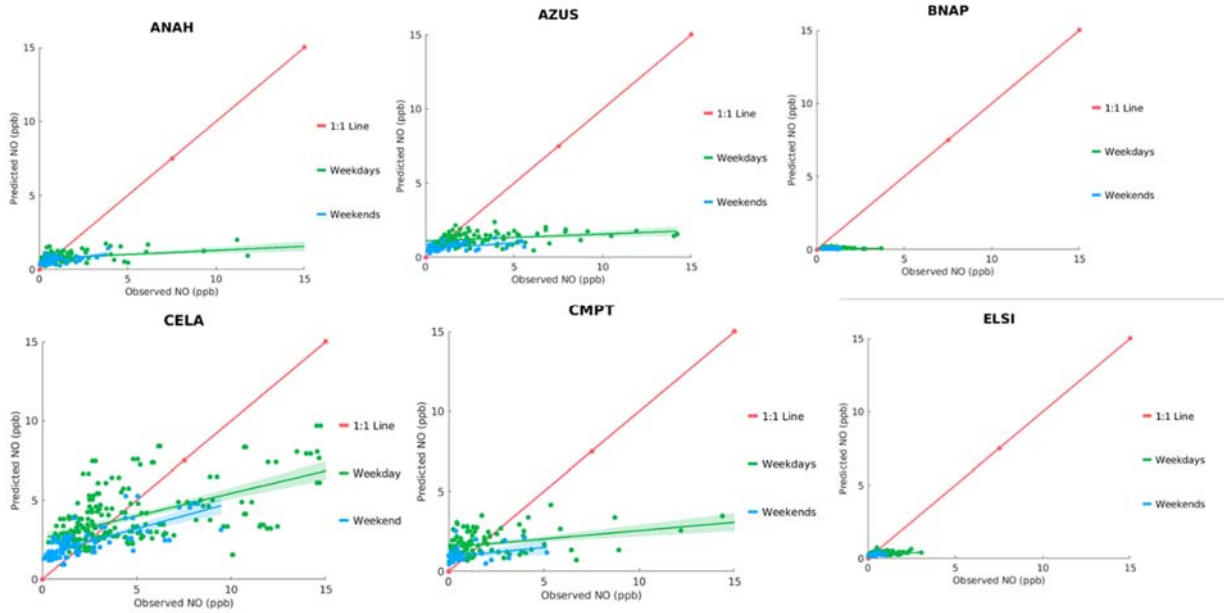 ANAH
15
10
5
0
0
5
10
15
Predicted NO (ppb)
Observed NO (ppb)
1:1 Line
Weekdays
Weekends
AZUS
15
10
5
0
0
5
10
15
Predicted NO (ppb)
Observed NO (ppb)
1:1 Line
Weekdays
Weekends
BNAP
15
10
5
0
0
5
10
15
Predicted NO (ppb)
Observed NO (ppb)
1:1 Line
Weekdays
Weekends
CELA
15
10
5
0
0
5
10
15
Predicted NO (ppb)
Observed NO (ppb)
1:1 Line
Weekday
Weekend
CMPT
15
10
5
0
0
5
10
15
Predicted NO (ppb)
Observed NO (ppb)
1:1 Line
Weekdays
Weekends
ELSI
15
10
5
0
0
5
10
15
Predicted NO (ppb)
Observed NO (ppb)
1:1 Line
Weekdays
Weekends